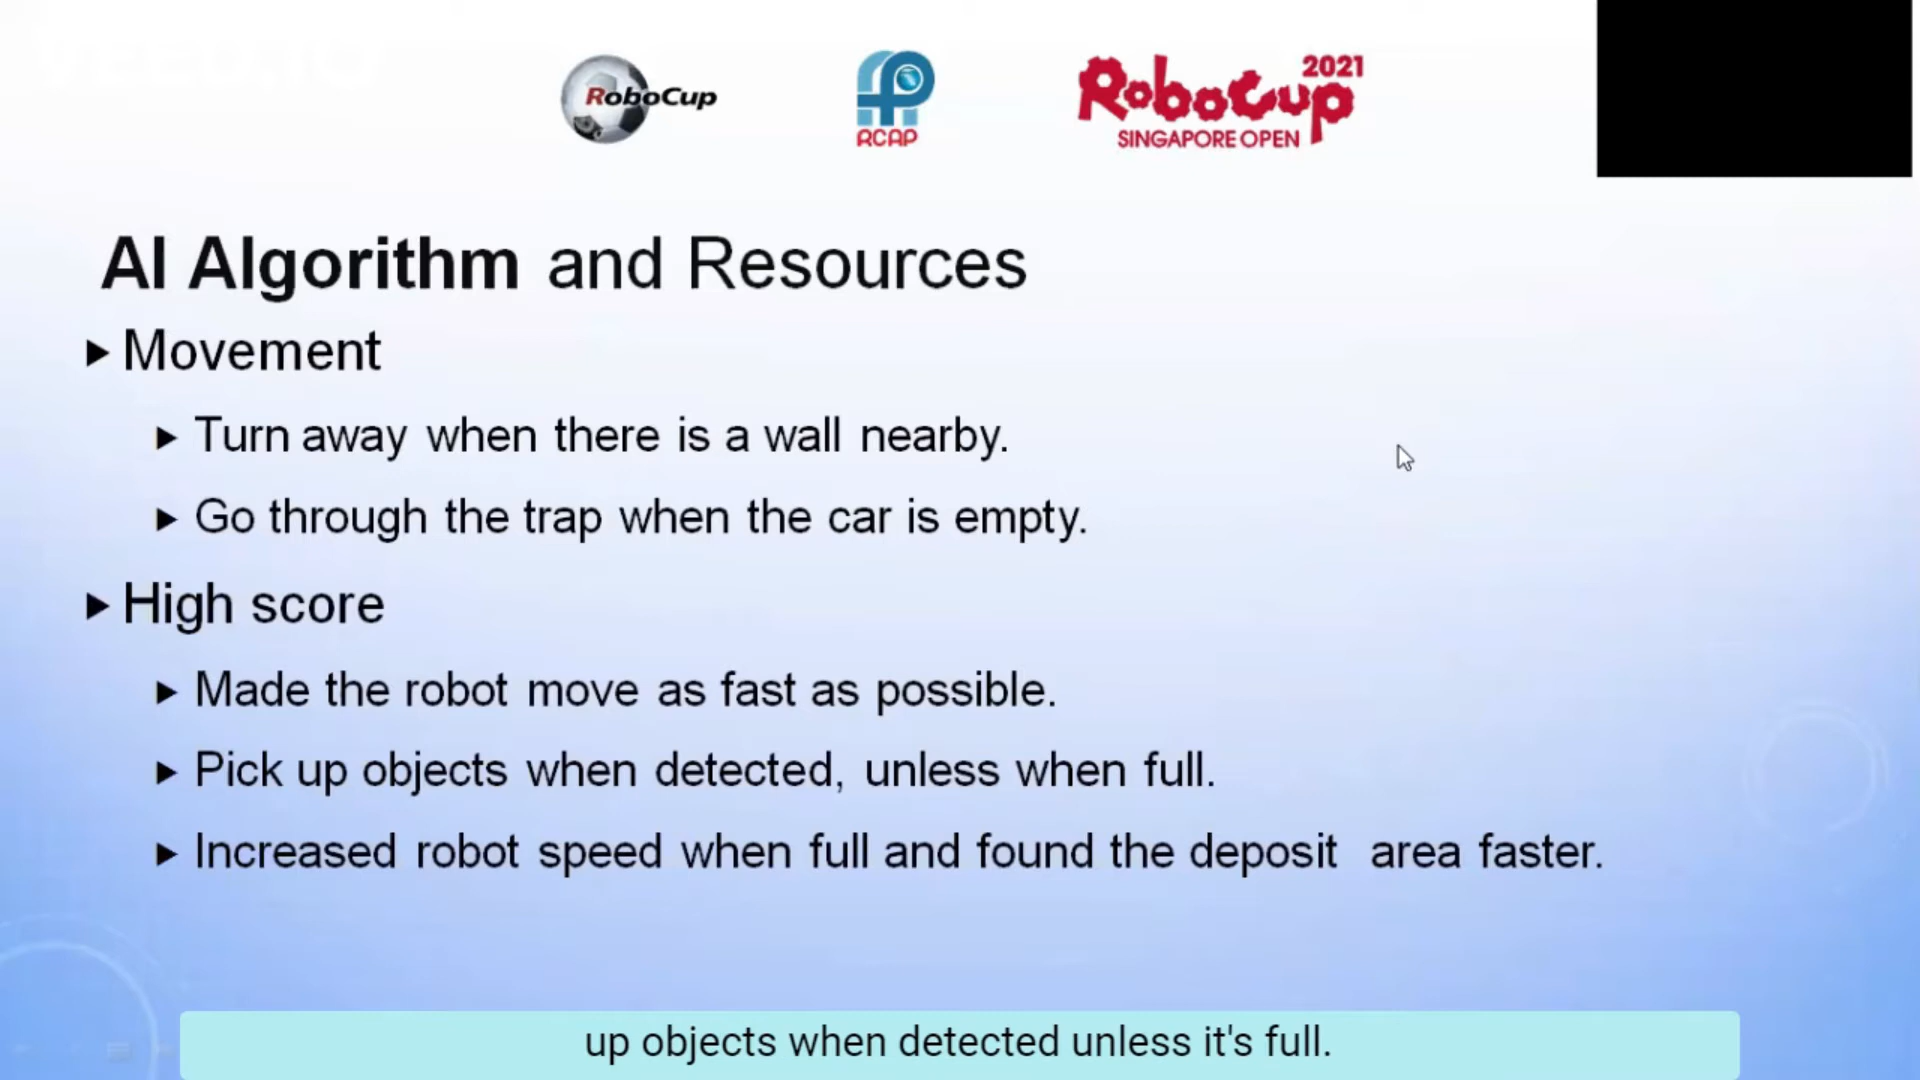 RoboCup
RCAP
RoboCup 2021
SINGAPORE OPEN
AI Algorithm and Resources
Movement
Turn away when there is a wall nearby.
Go through the trap when the car is empty.
High score
Made the robot move as fast as possible.
Pick up objects when detected, unless when full.
Increased robot speed when full and found the deposit area faster.
up objects when detected unless it's full.